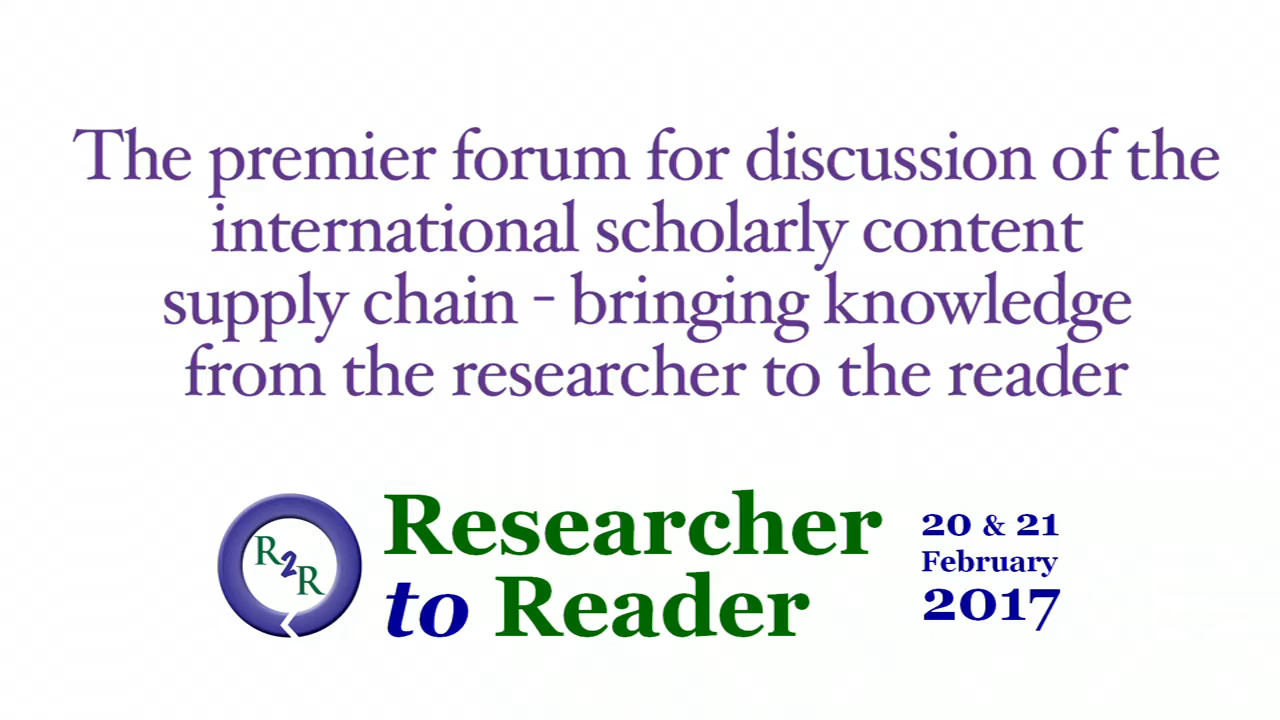 The premier forum for discussion of the
international scholarly content
supply chain - bringing knowledge
from the researcher to the reader
R2R
Researcher
to Reader
20 & 21
February
2017